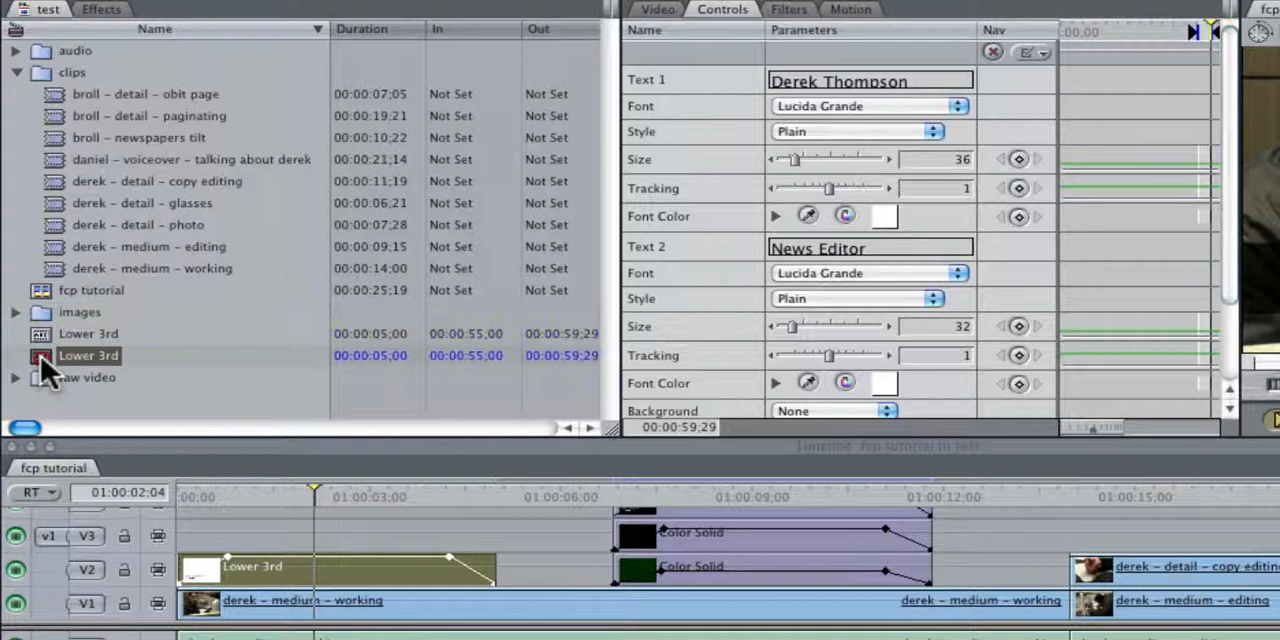 test Effects
Name Duration In Out
audio
clips
broll - detail - obit page 00:00:07;05 Not Set Not Set
broll - detail - paginating 00:00:19;21 Not Set Not Set
broll - newspapers tilt 00:00:10;22 Not Set Not Set
daniel - voiceover - talking about derek 00:00:21;14 Not Set Not Set
derek - detail - copy editing 00:00:11;19 Not Set Not Set
derek - detail - glasses 00:00:06;21 Not Set Not Set
derek - detail - photo 00:00:07;28 Not Set Not Set
derek - medium - editing 00:00:09;15 Not Set Not Set
derek - medium - working 00:00:14;00 Not Set Not Set
fcp tutorial 00:00:25;19 Not Set Not Set
images
Lower 3rd 00:00:05;00 00:00:55;00 00:00:59;29
Lower 3rd 00:00:05;00 00:00:55;00 00:00:59;29
aw video
Video Controls Filters Motion
Name Parameters Nav 00;00
Text 1 Derek Thompson
Font Lucida Grande
Style Plain
Size 36
Tracking 1
Font Color
Text 2 News Editor
Font Lucida Grande
Style Plain
Size 32
Tracking 1
Font Color
Background None
00:00:59;29
fcp
Timeline: fcp tutorial in test
fcp tutorial
RT 01:00:02;04 00;00 01:00:03;00 01:00:06;00 01:00:09;00 01:00:12;00 01:00:15;00
v1 V3 Color Solid
V2 Lower 3rd Color Solid derek - detail - copy editin
V1 derek - medium - working derek - medium - working derek - medium - editing